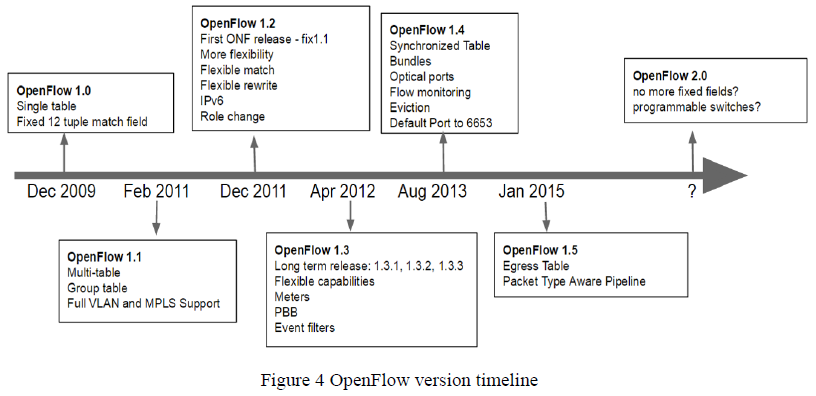 OpenFlow 1.0
Single table
Fixed 12 tuple match field
OpenFlow 1.2
First ONF release - fix1.1
More flexibility
Flexible match
Flexible rewrite
IPv6
Role change
OpenFlow 1.4
Synchronized Table
Bundles
Optical ports
Flow monitoring
Eviction
Default Port to 6653
OpenFlow 2.0
no more fixed fields?
programmable switches?
Dec 2009
Feb 2011
Dec 2011
Apr 2012
Aug 2013
Jan 2015
?
OpenFlow 1.1
Multi-table
Group table
Full VLAN and MPLS Support
OpenFlow 1.3
Long term release: 1.3.1, 1.3.2, 1.3.3
Flexible capabilities
Meters
PBB
Event filters
OpenFlow 1.5
Egress Table
Packet Type Aware Pipeline
Figure 4 OpenFlow version timeline